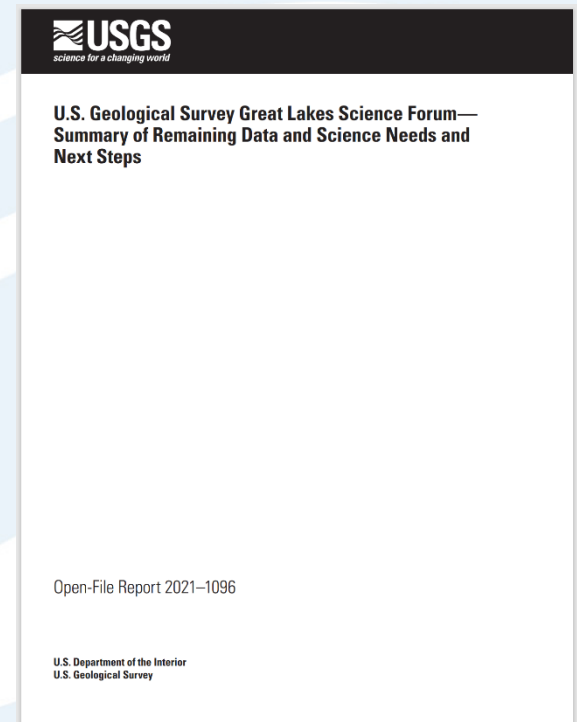 USGS
science for a changing world
U.S. Geological Survey Great Lakes Science Forum—
Summary of Remaining Data and Science Needs and
Next Steps
Open-File Report 2021–1096
U.S. Department of the Interior
U.S. Geological Survey